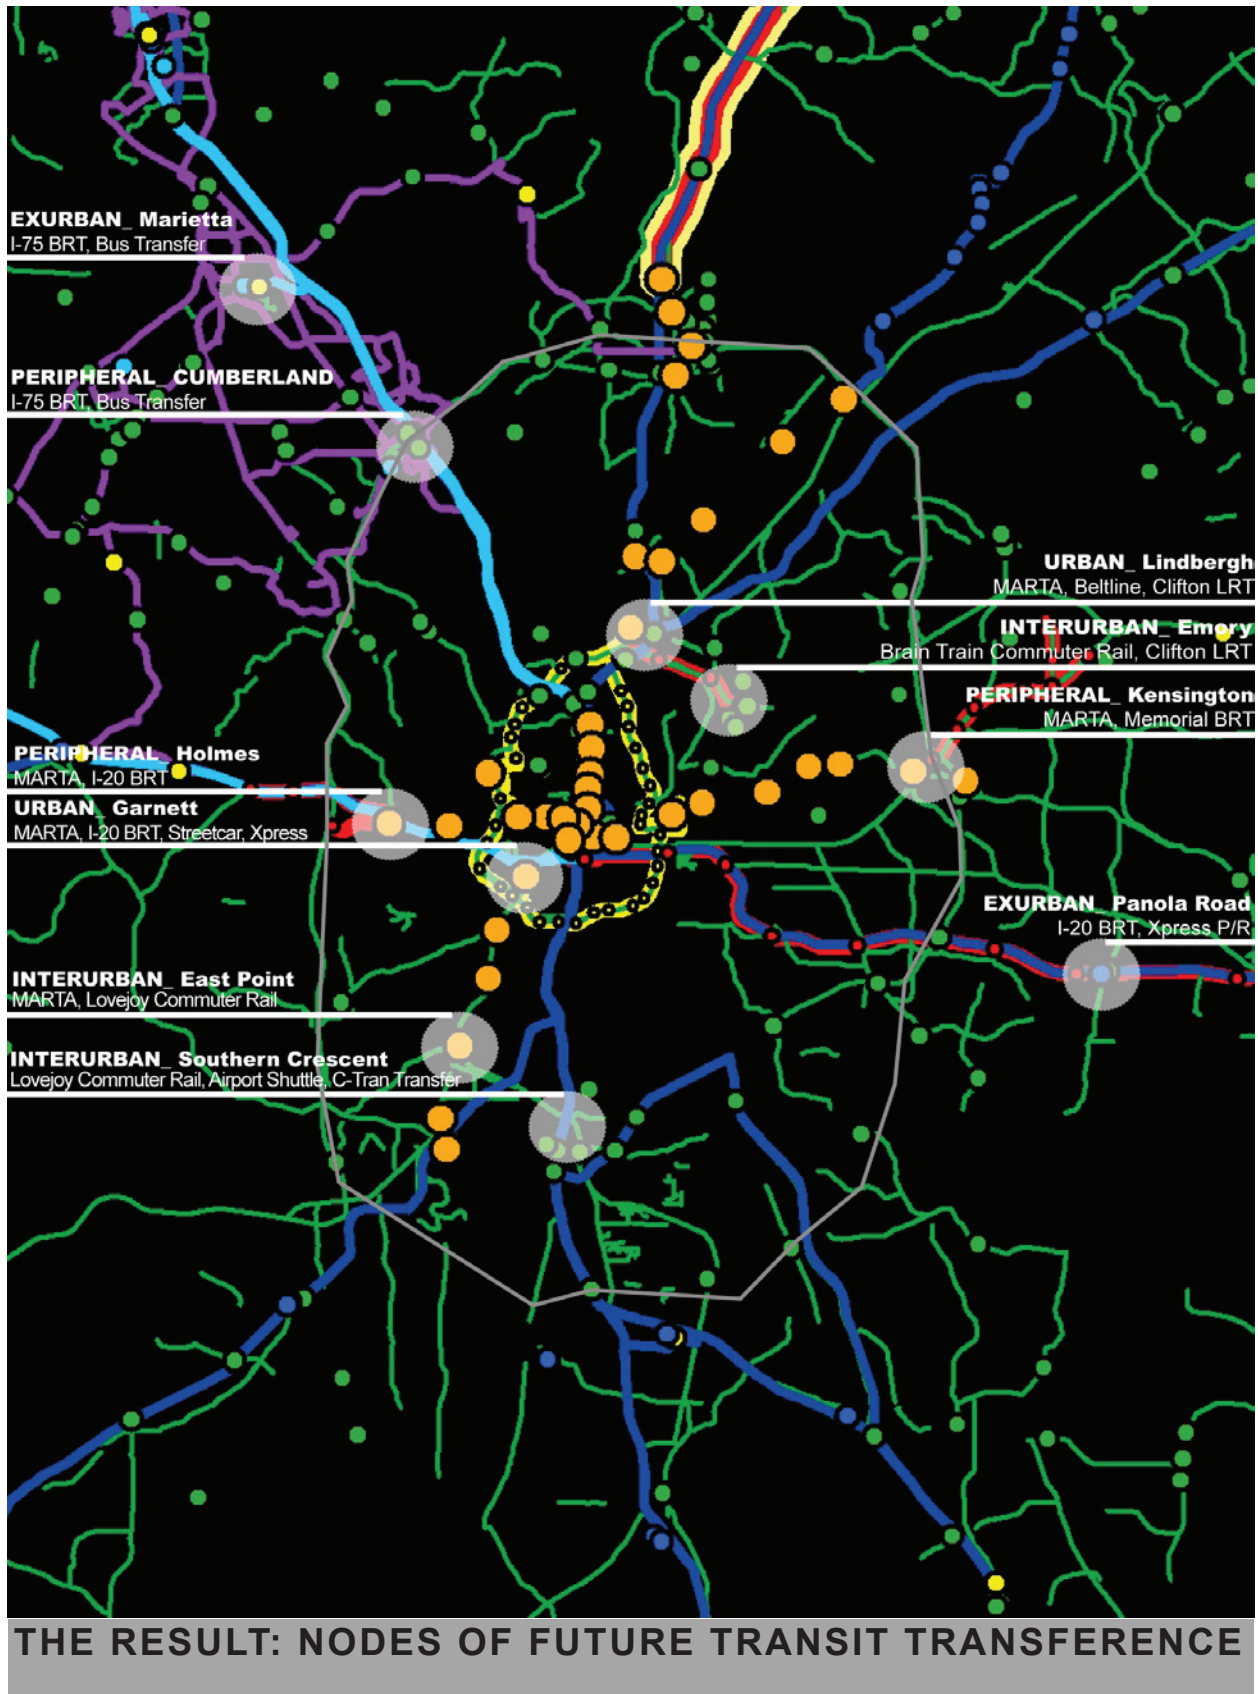 EXURBAN_ Marietta
I-75 BRT, Bus Transfer
PERIPHERAL_ CUMBERLAND
I-75 BRT, Bus Transfer
URBAN_ Lindbergh
MARTA, Beltline, Clifton LRT
INTERURBAN_ Emory
Brain Train Commuter Rail, Clifton LRT
PERIPHERAL_ Kensington
MARTA, Memorial BRT
PERIPHERAL_ Holmes
MARTA, I-20 BRT
URBAN_ Garnett
MARTA, I-20 BRT, Streetcar, Xpress
EXURBAN_ Panola Road
I-20 BRT, Xpress P/R
INTERURBAN_ East Point
MARTA, Lovejoy Commuter Rail
INTERURBAN_ Southern Crescent
Lovejoy Commuter Rail, Airport Shuttle, C-Tran Transfer
THE RESULT: NODES OF FUTURE TRANSIT TRANSFERENCE